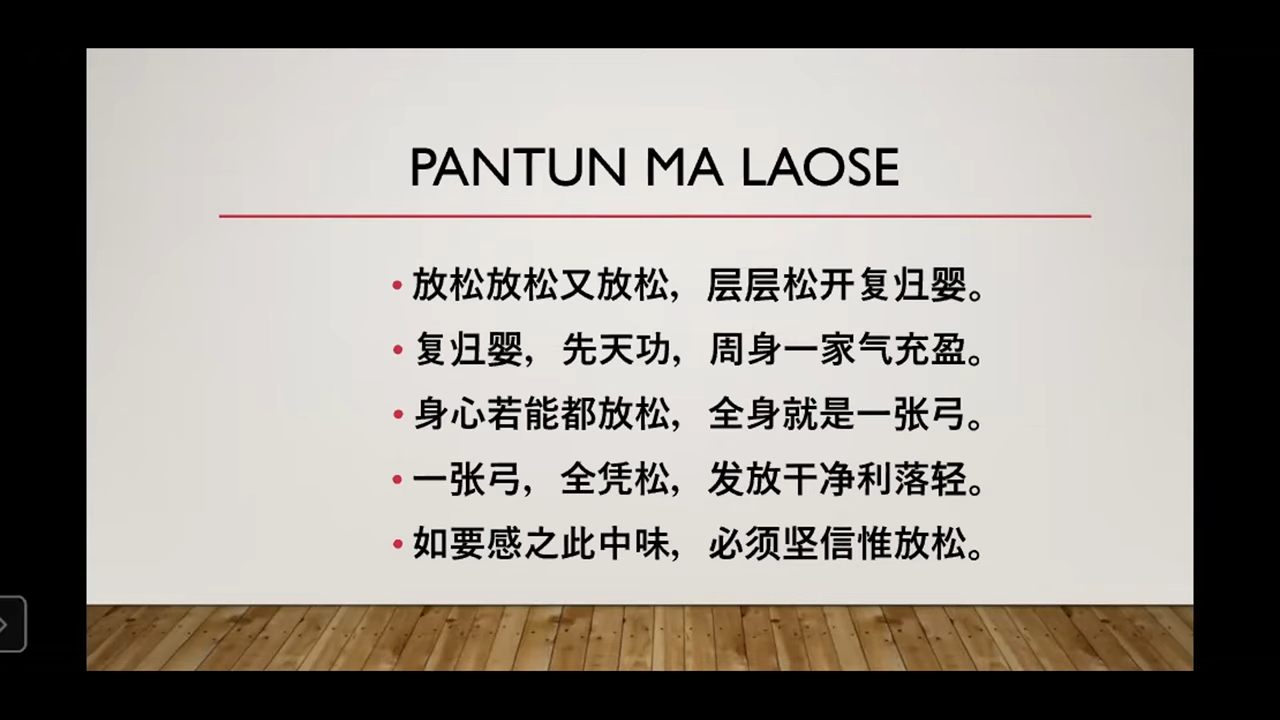 PANTUN MA LAOSE
•放松放松又放松，层层松开复归婴。
•复归婴，先天功，周身一家气充盈。
•身心若能都放松，全身就是一张弓。
•一张弓，全凭松，发放干净利落轻。
•如要感之此中味，必须坚信惟放松。